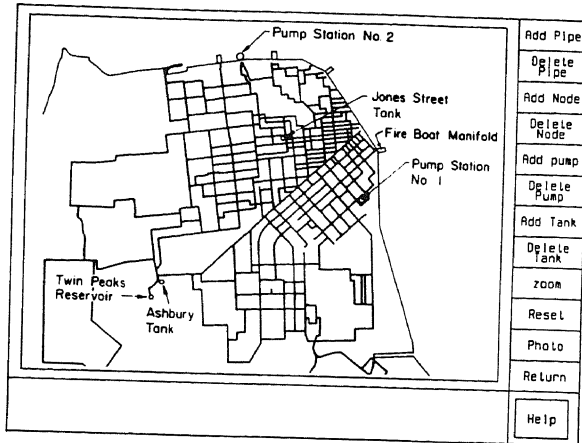 Pump Station No. 2
Jones Street
Tank
Fire Boat Manifold
Pump Station
No 1
Twin Peaks
Reservoir
Ashbury
Tank
Add Pipe
Delete
Pipe
Add Node
Delete
Node
Add pump
Delete
Pump
Add Tank
Delete
Tank
zoom
Reset
Photo
Return
Help